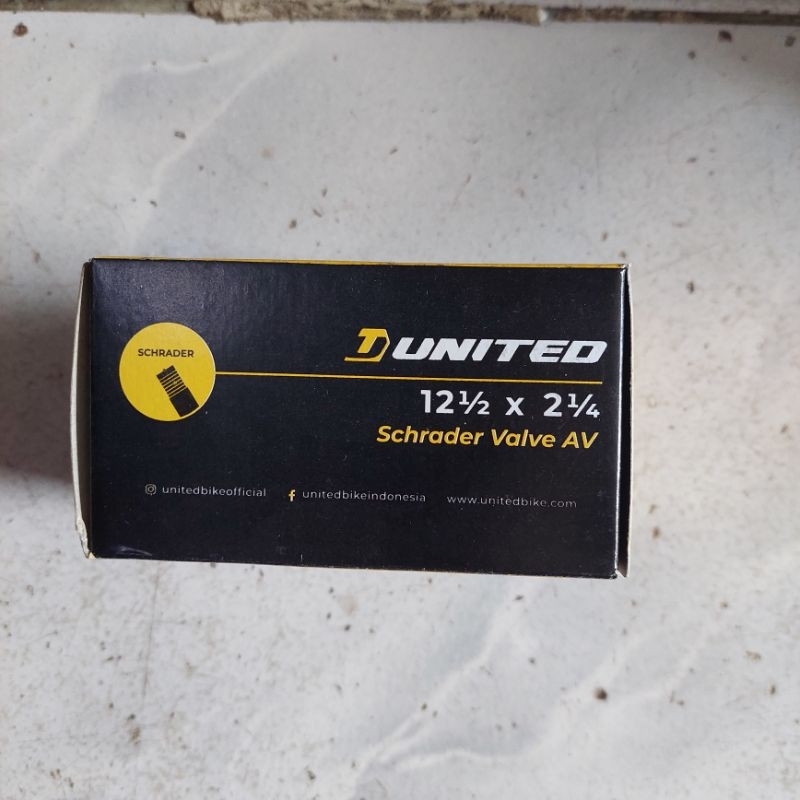 SCHRADER
UNITED
12½ x 2¼
Schrader Valve AV
unitedbikeofficial unitedbikeindonesia www.unitedbike.com